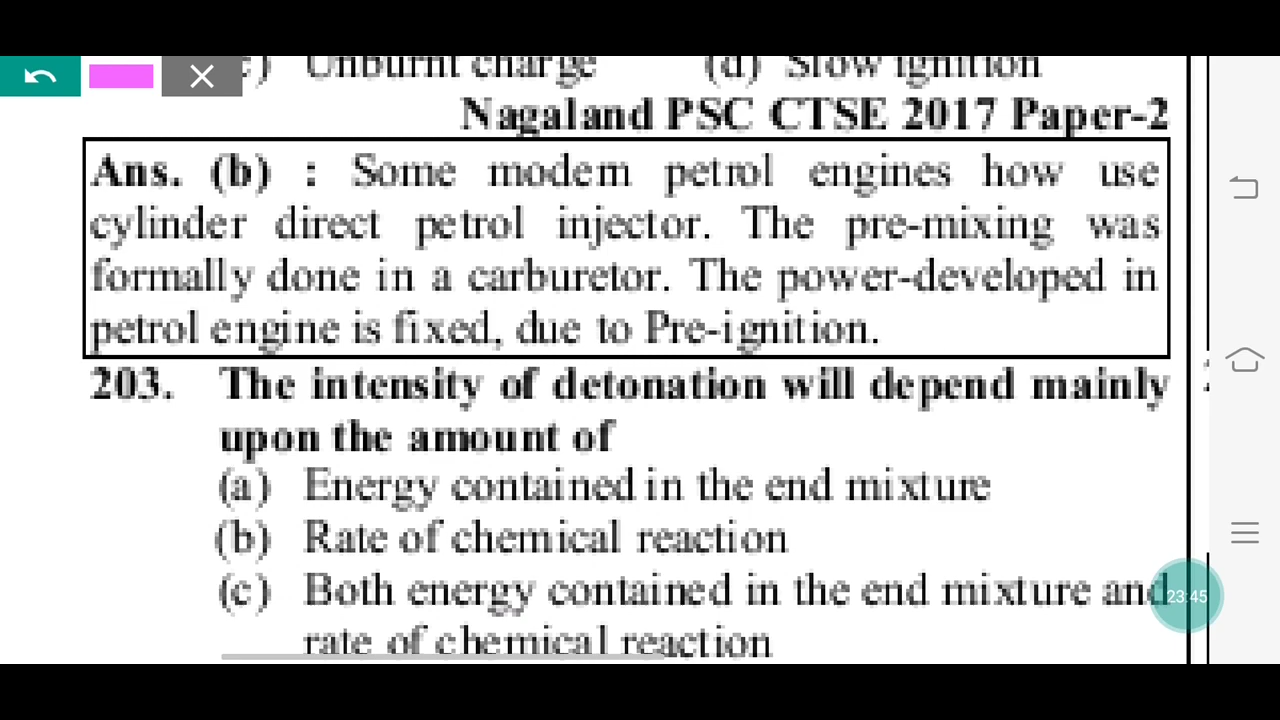 c) Unburnt charge (d) Slow ignition
Nagaland PSC CTSE 2017 Paper-2
Ans. (b) : Some modem petrol engines how use
cylinder direct petrol injector. The pre-mixing was
formally done in a carburetor. The power-developed in
petrol engine is fixed, due to Pre-ignition.
203. The intensity of detonation will depend mainly
upon the amount of
(a) Energy contained in the end mixture
(b) Rate of chemical reaction
(c) Both energy contained in the end mixture and
23:45
rate of chemical reaction